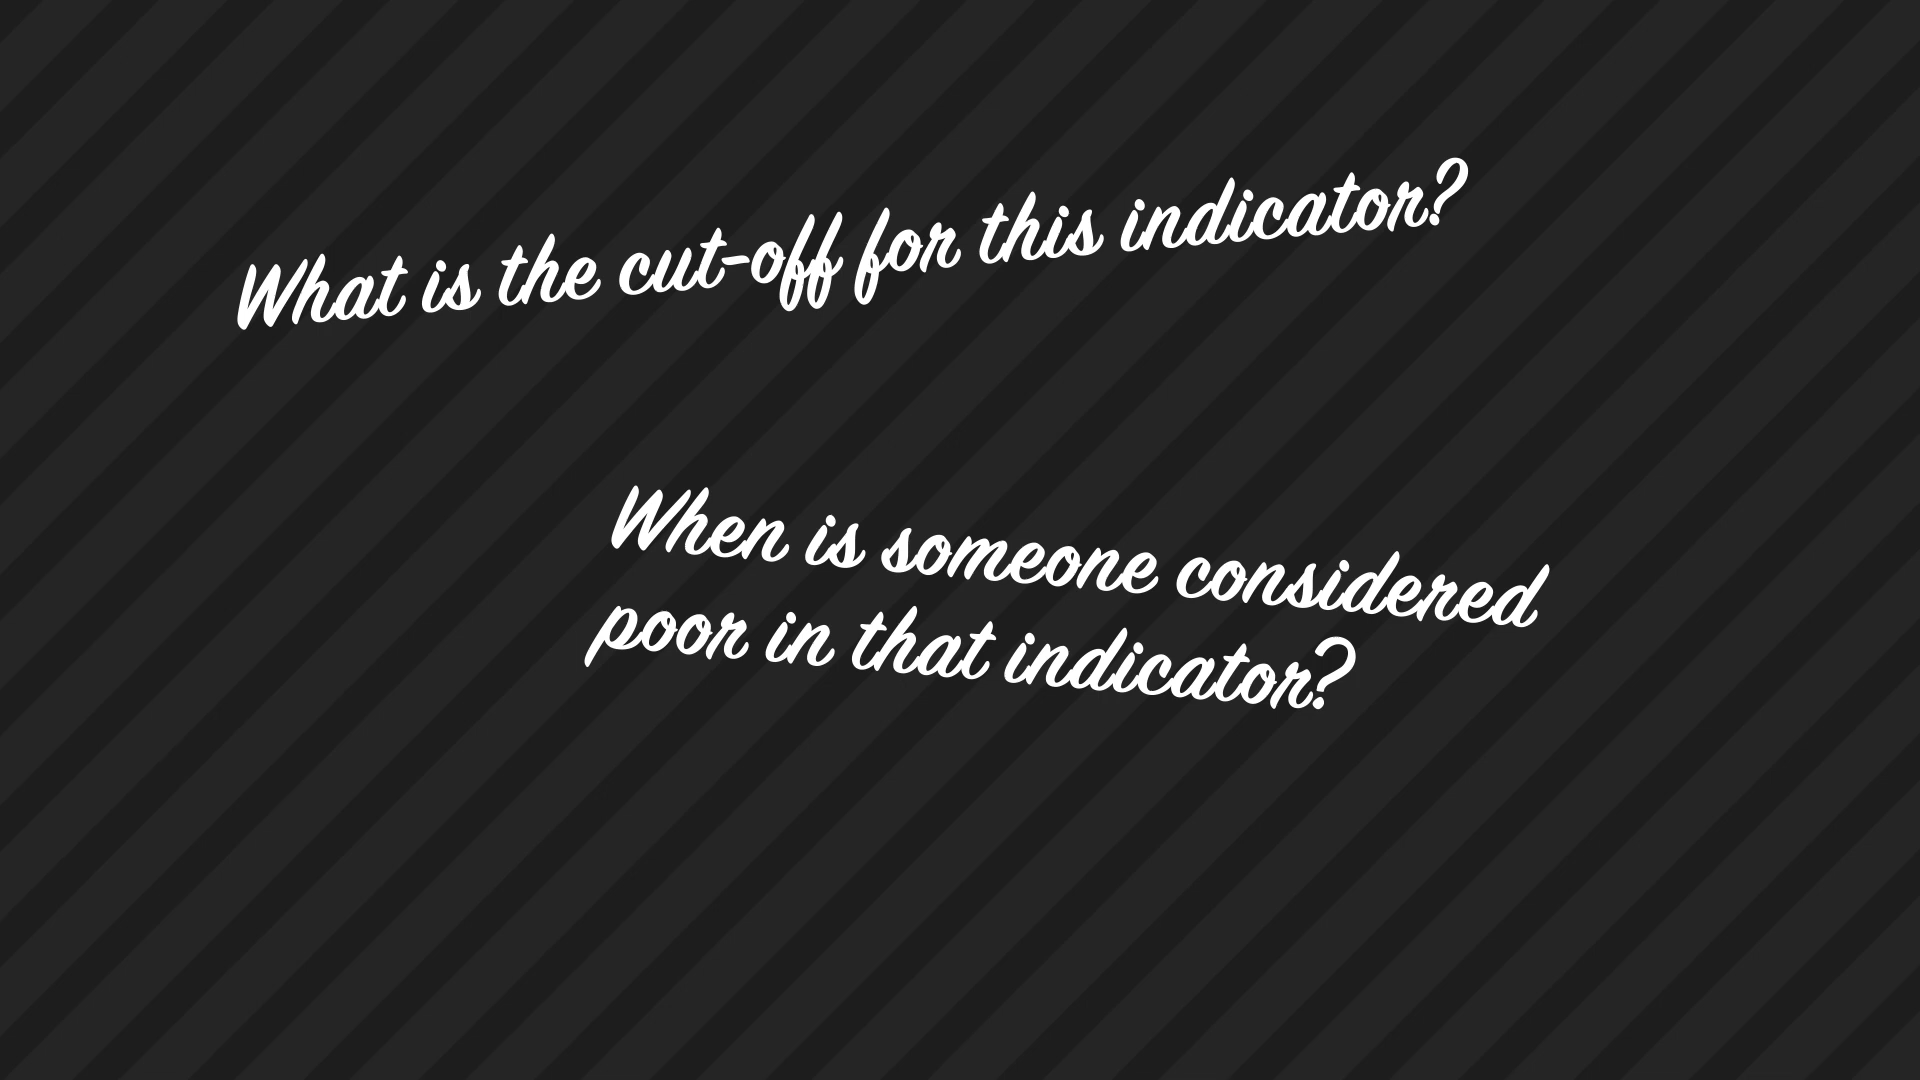 What is the cut-off for this indicator?
When is someone considered
poor in that indicator?